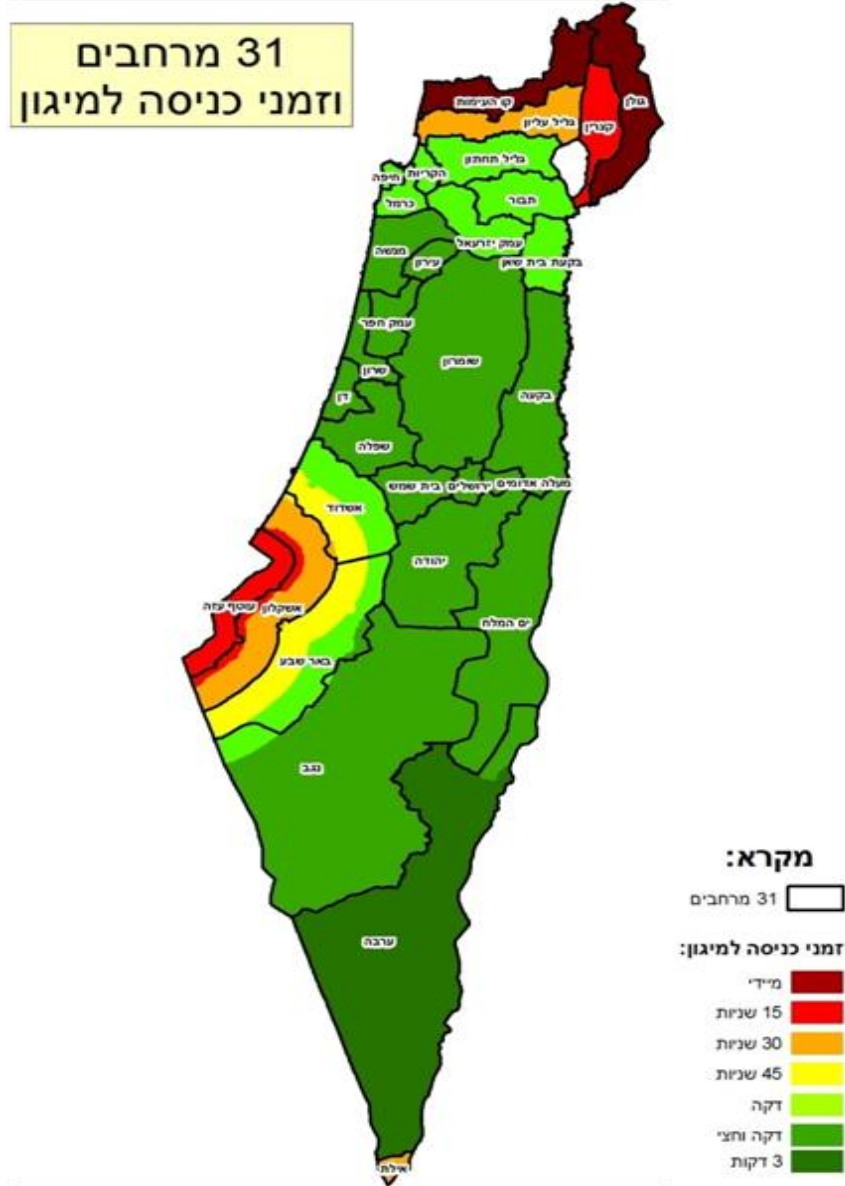 31 מרחבים
וזמני כניסה למיגון
קו העימות
גולן
גליל עליון
קצרין
גליל תחתון
הקריות
חיפה
כרמל
תבור
עמק יזרעאל
מנשה
עירון
בקעת בית שאן
עמק חפר
שומרון
שרון
דן
בקעה
שפלה
בית שמש
ירושלים
מעלה אדומים
אשדוד
יהודה
עוטף עזה
אשקלון
ים המלח
באר שבע
נגב
ערבה
אילת
מקרא:
31 מרחבים
זמני כניסה למיגון:
מיידי
15 שניות
30 שניות
45 שניות
דקה
דקה וחצי
3 דקות